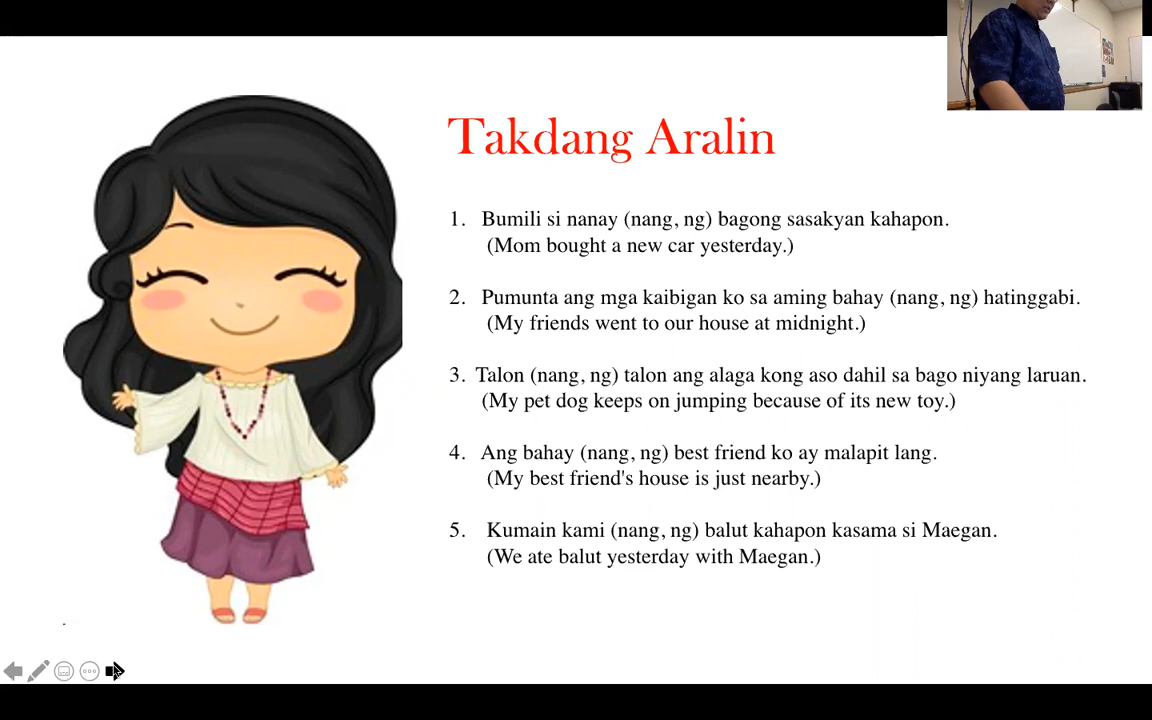 Takdang Aralin
1. Bumili si nanay (nang, ng) bagong sasakyan kahapon.
(Mom bought a new car yesterday.)
2. Pumunta ang mga kaibigan ko sa aming bahay (nang, ng) hatinggabi.
(My friends went to our house at midnight.)
3. Talon (nang, ng) talon ang alaga kong aso dahil sa bago niyang laruan.
(My pet dog keeps on jumping because of its new toy.)
4. Ang bahay (nang, ng) best friend ko ay malapit lang.
(My best friend's house is just nearby.)
5. Kumain kami (nang, ng) balut kahapon kasama si Maegan.
(We ate balut yesterday with Maegan.)